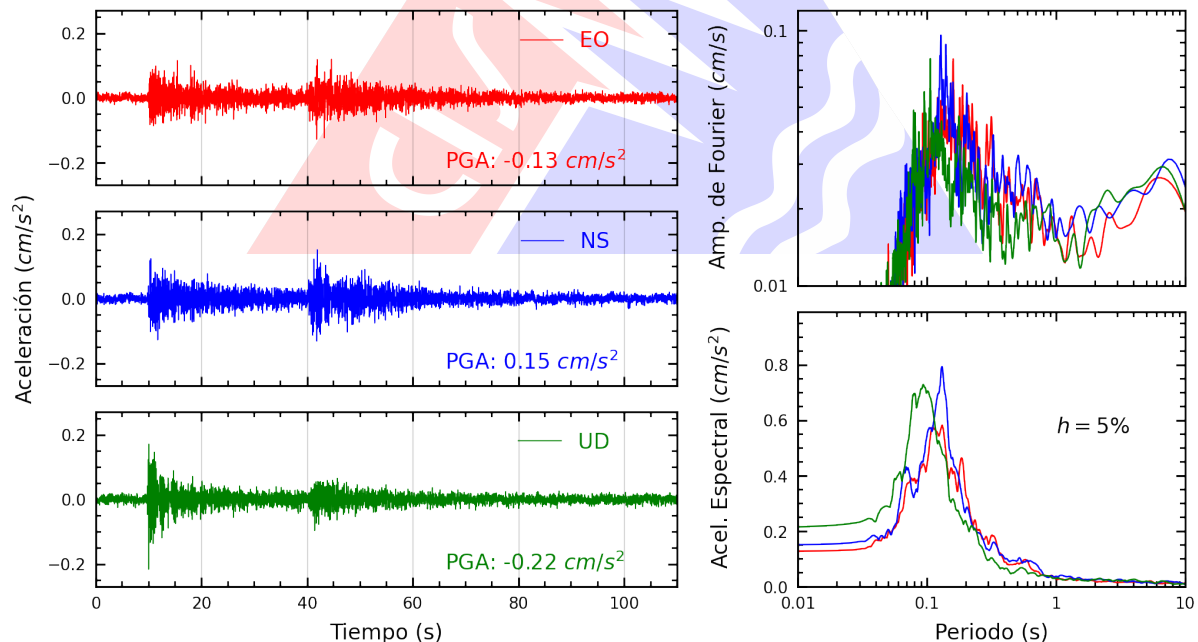 Aceleración (cm/s²)
0.2
0.0
−0.2
EO
PGA: -0.13 cm/s²
0.2
0.0
−0.2
NS
PGA: 0.15 cm/s²
0.2
0.0
−0.2
UD
PGA: -0.22 cm/s²
0 20 40 60 80 100
Tiempo (s)
Amp. de Fourier (cm/s)
0.1
0.01
Acel. Espectral (cm/s²)
0.8
0.6
0.4
0.2
0.0
h = 5%
0.01 0.1 1 10
Periodo (s)